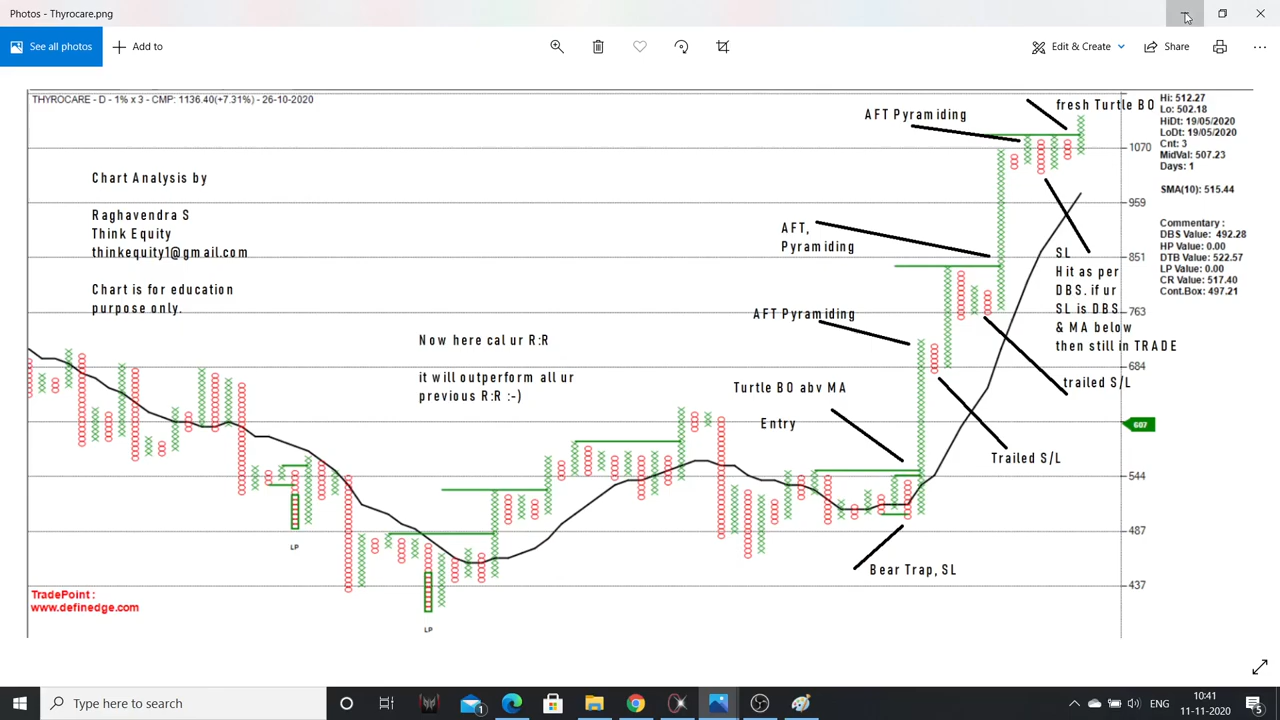 Photos - Thyrocare.png
See all photos
Add to
Edit & Create
Share
THYROCARE - D - 1% x 3 - CMP: 1136.40(+7.31%) - 26-10-2020
Chart Analysis by
Raghavendra S
Think Equity
thinkequity1@gmail.com
Chart is for education
purpose only.
Now here cal ur R:R
it will outperform all ur
previous R:R :-)
AFT Pyramiding
fresh Turtle BO
AFT,
Pyramiding
AFT Pyramiding
Turtle BO abv MA
Entry
SL
Hit as per
DBS. if ur
SL is DBS
& MA below
then still in TRADE
trailed S/L
Trailed S/L
Bear Trap, SL
LP
LP
1070
959
851
763
684
607
544
487
437
Hi: 512.27
Lo: 502.18
HiDt: 19/05/2020
LoDt: 19/05/2020
Cnt: 3
MidVal: 507.23
Days: 1
SMA(10): 515.44
Commentary :
DBS Value: 492.28
HP Value: 0.00
DTB Value: 522.57
LP Value: 0.00
CR Value: 517.40
Cont.Box: 497.21
TradePoint :
www.definedge.com
Type here to search
1
ENG
10:41
11-11-2020
5